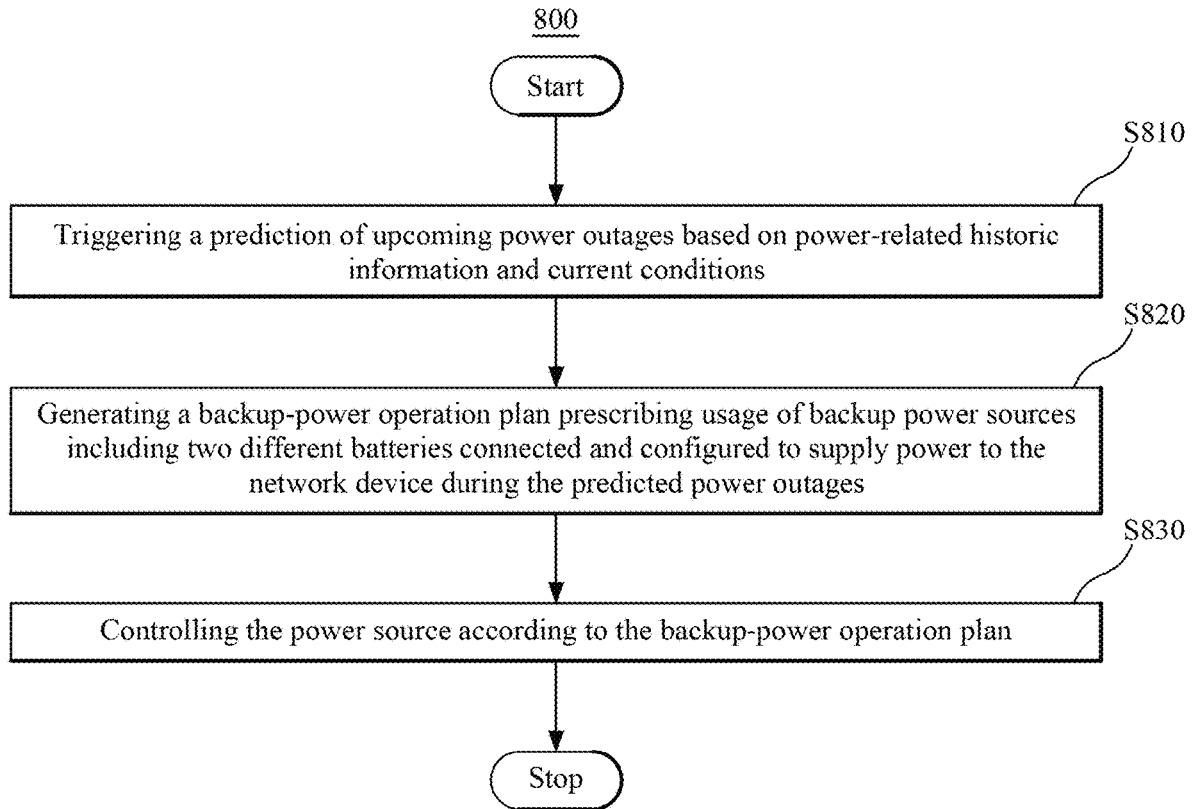 800
Start
S810
Triggering a prediction of upcoming power outages based on power-related historic
information and current conditions
S820
Generating a backup-power operation plan prescribing usage of backup power sources
including two different batteries connected and configured to supply power to the
network device during the predicted power outages
S830
Controlling the power source according to the backup-power operation plan
Stop